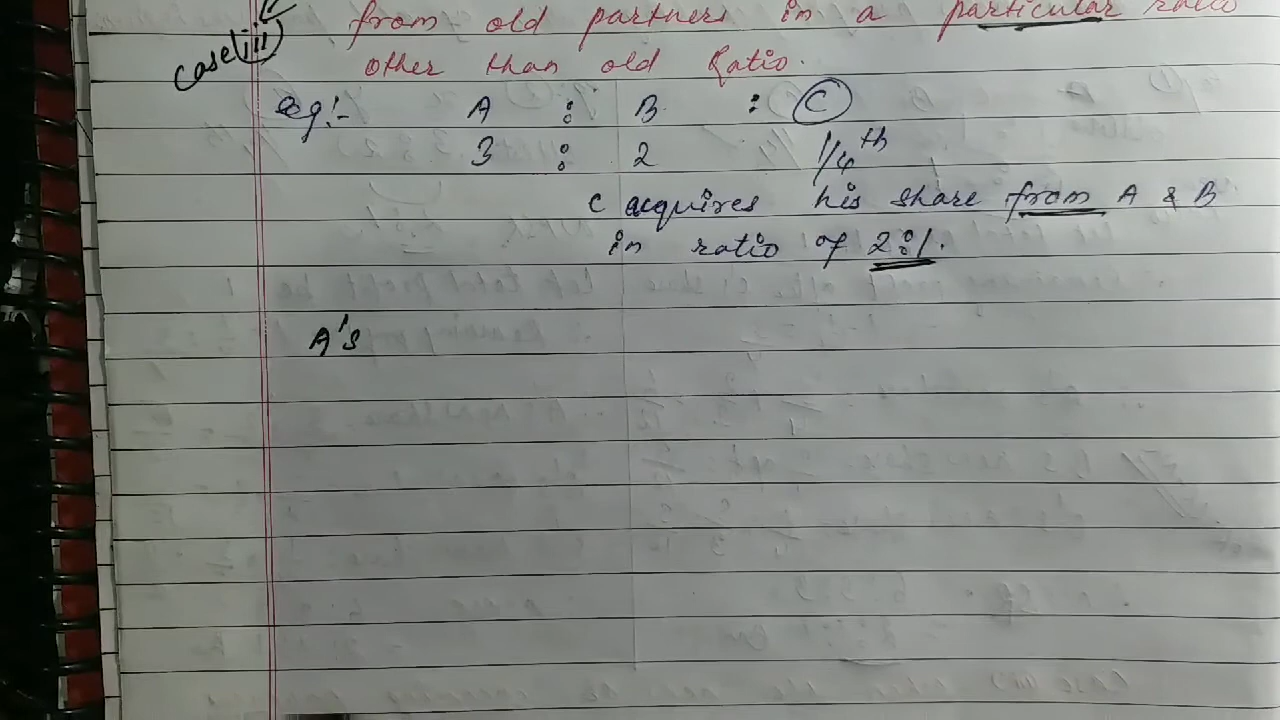 from old partners in a particular ratio
case(iii) other than old Ratio.
eg:- A : B : C
3 : 2 1/4th
C acquires his share from A & B
in ratio of 2:1.
A's